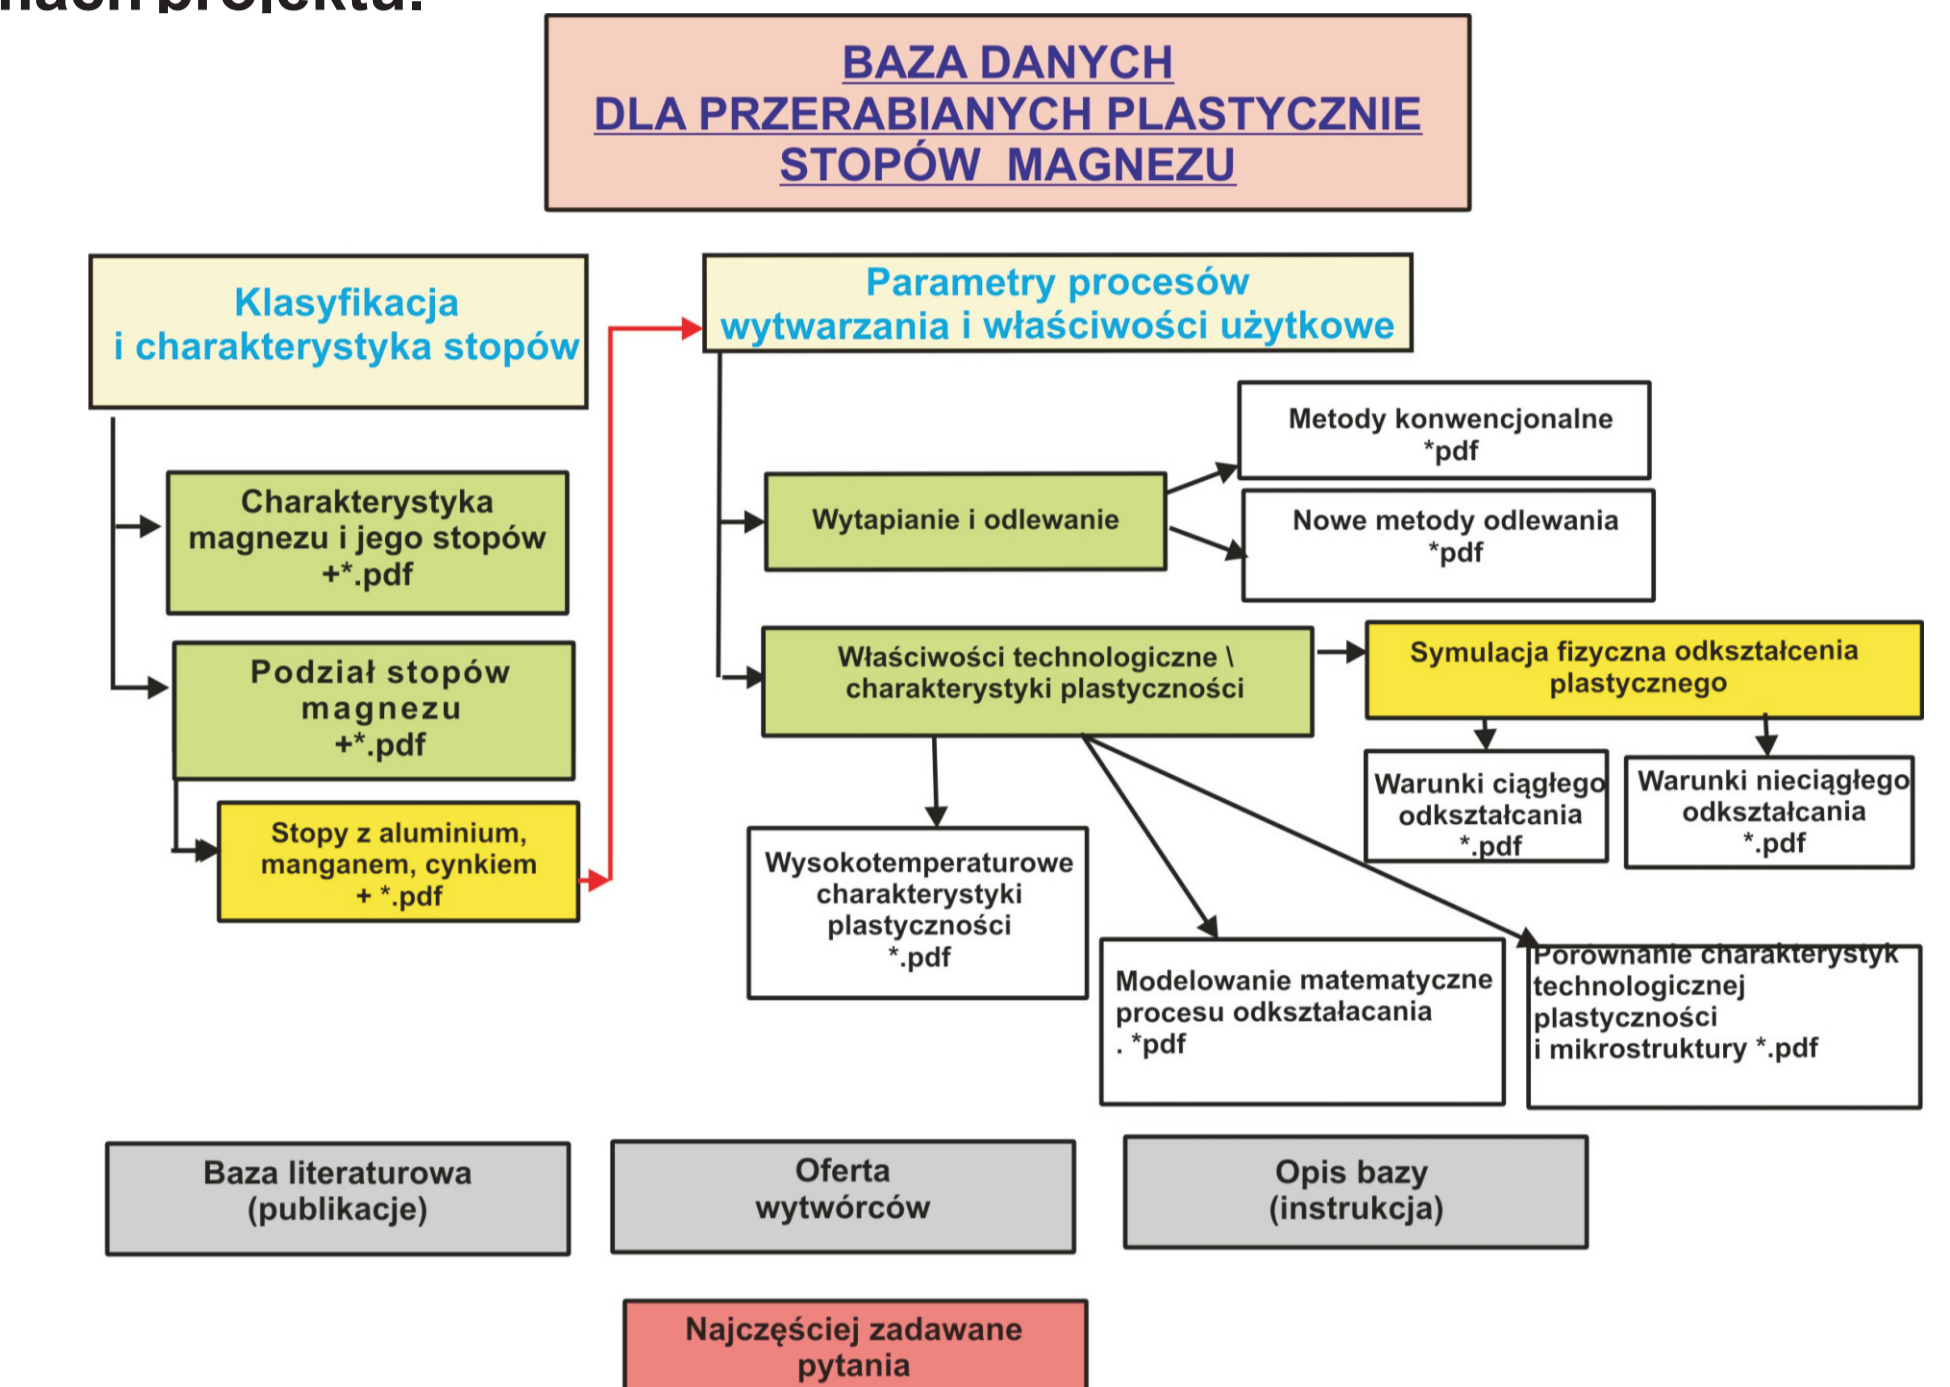 projektu.
BAZA DANYCH
DLA PRZERABIANYCH PLASTYCZNIE
STOPÓW MAGNEZU
Klasyfikacja
i charakterystyka stopów
Parametry procesów
wytwarzania i właściwości użytkowe
Charakterystyka
magnezu i jego stopów
+*.pdf
Podział stopów
magnezu
+*.pdf
Stopy z aluminium,
manganem, cynkiem
+ *.pdf
Wytapianie i odlewanie
Metody konwencjonalne
*pdf
Nowe metody odlewania
*pdf
Właściwości technologiczne \
charakterystyki plastyczności
Symulacja fizyczna odkształcenia
plastycznego
Warunki ciągłego
odkształcania
*.pdf
Warunki nieciągłego
odkształcania
*.pdf
Wysokotemperaturowe
charakterystyki
plastyczności
*.pdf
Modelowanie matematyczne
procesu odkształacania
. *pdf
Porównanie charakterystyk
technologicznej
plastyczności
i mikrostruktury *.pdf
Baza literaturowa
(publikacje)
Oferta
wytwórców
Opis bazy
(instrukcja)
Najczęściej zadawane
pytania